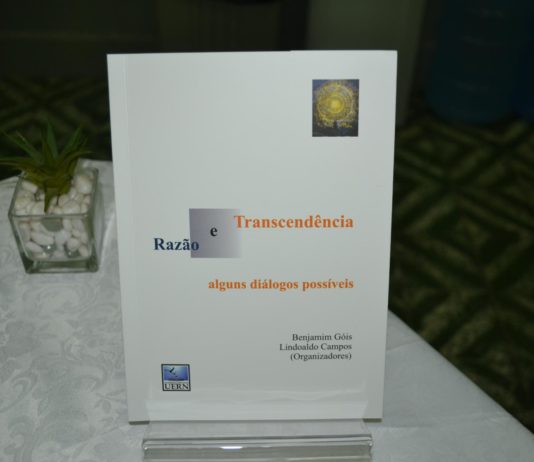 Transcendência
e
Razão
alguns diálogos possíveis
Benjamim Góis
Lindoaldo Campos
(Organizadores)
UERN